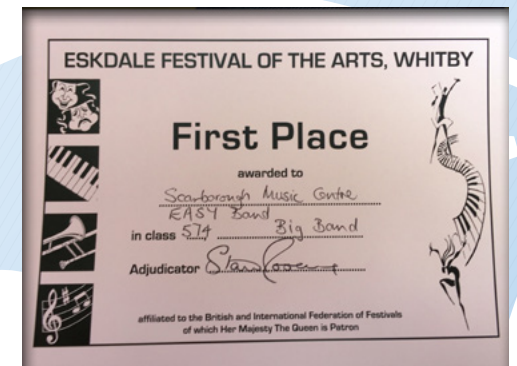 ESKDALE FESTIVAL OF THE ARTS, WHITBY
First Place
awarded to
Scarborough Music Centre
EASY Band
in class 574 Big Band
Adjudicator
affiliated to the British and International Federation of Festivals
of which Her Majesty The Queen is Patron